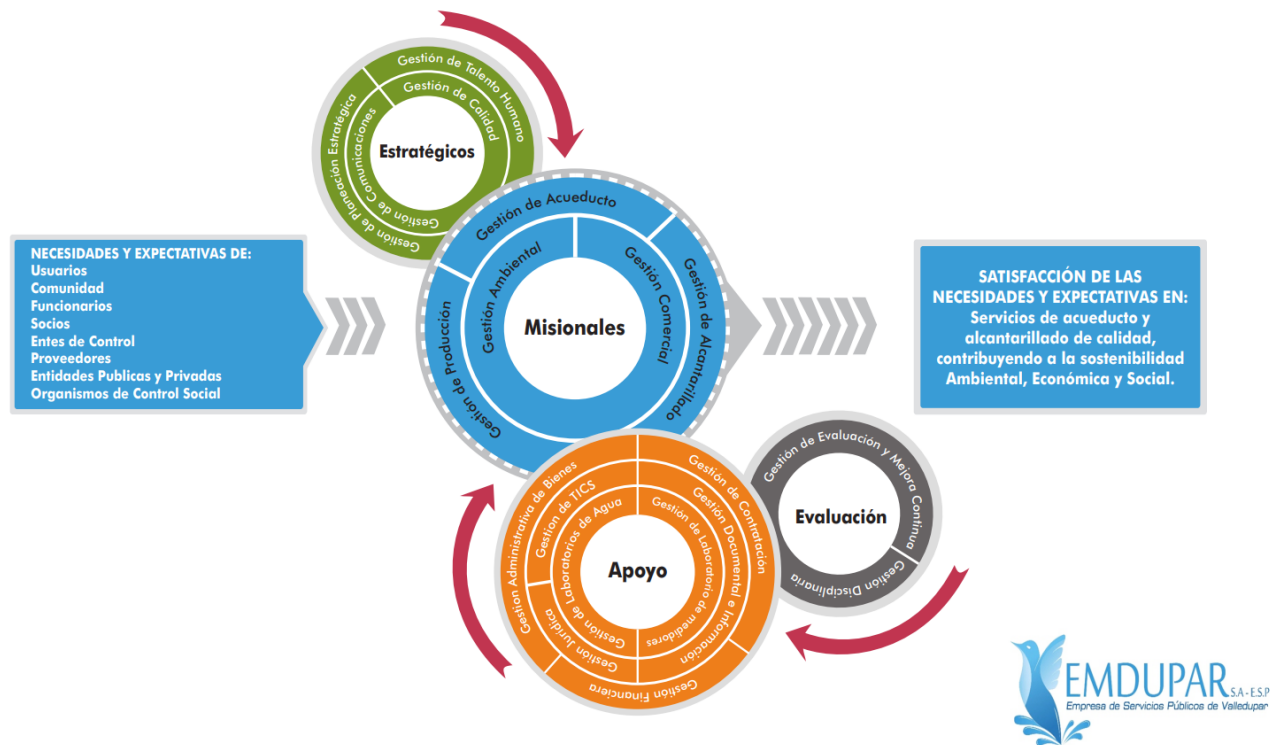 Gestión de Talento Humano
Gestión de Calidad
Gestión de Planeación Estratégica
Gestión de Comunicaciones
Estratégicos
NECESIDADES Y EXPECTATIVAS DE:
Usuarios
Comunidad
Funcionarios
Socios
Entes de Control
Proveedores
Entidades Publicas y Privadas
Organismos de Control Social
Gestión de Acueducto
Gestión Ambiental
Gestión Comercial
Gestión de Producción
Gestión de Alcantarillado
Misionales
SATISFACCIÓN DE LAS
NECESIDADES Y EXPECTATIVAS EN:
Servicios de acueducto y
alcantarillado de calidad,
contribuyendo a la sostenibilidad
Ambiental, Económica y Social.
Gestion Administrativa de Bienes
Gestion de TICS
Gestión de Laboratorios de Agua
Gestión de Contratación
Gestión Documental e Información
Gestión de Laboratorio de medidores
Gestión Jurídica
Gestión Financiera
Apoyo
Gestión de Evaluación y Mejora Continua
Gestión Disciplinaria
Evaluación
EMDUPAR S.A - E.S.P
Empresa de Servicios Públicos de Valledupar